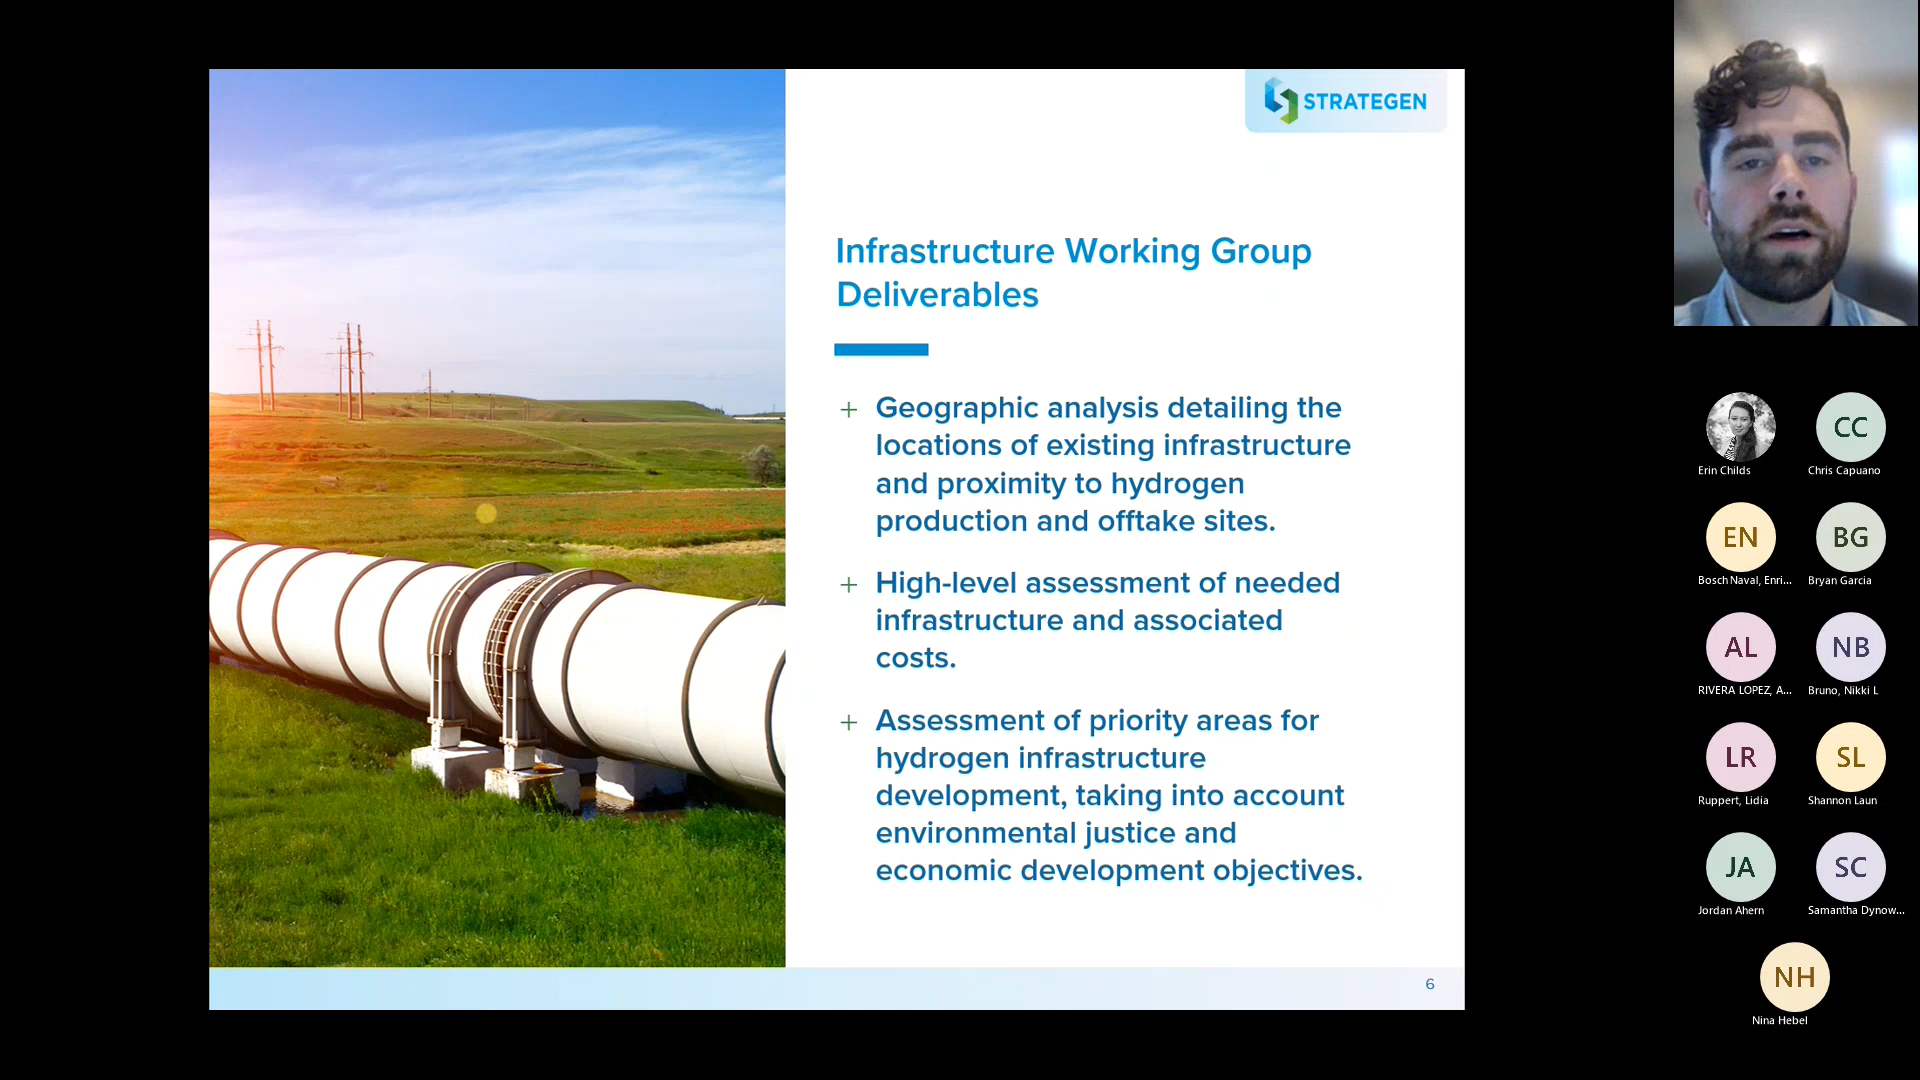 STRATEGEN
Infrastructure Working Group
Deliverables
+ Geographic analysis detailing the
locations of existing infrastructure
and proximity to hydrogen
production and offtake sites.
+ High-level assessment of needed
infrastructure and associated
costs.
+ Assessment of priority areas for
hydrogen infrastructure
development, taking into account
environmental justice and
economic development objectives.
6
CC
Erin Childs
Chris Capuano
EN
BG
Bosch Naval, Enri...
Bryan Garcia
AL
NB
RIVERA LOPEZ, A...
Bruno, Nikki L
LR
SL
Ruppert, Lidia
Shannon Laun
JA
SC
Jordan Ahern
Samantha Dynow...
NH
Nina Hebel